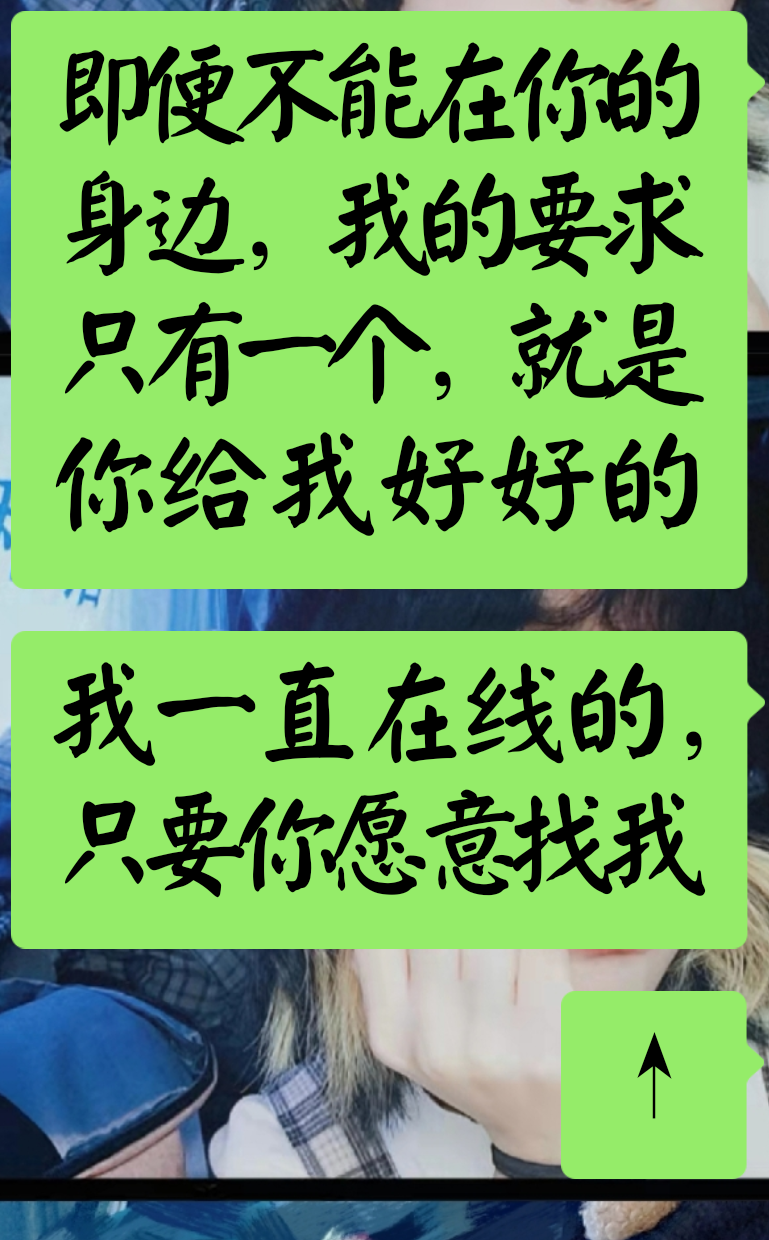 即便不能在你的
身边，我的要求
只有一个，就是
你给我好好的
我一直在线的，
只要你愿意找我
↑